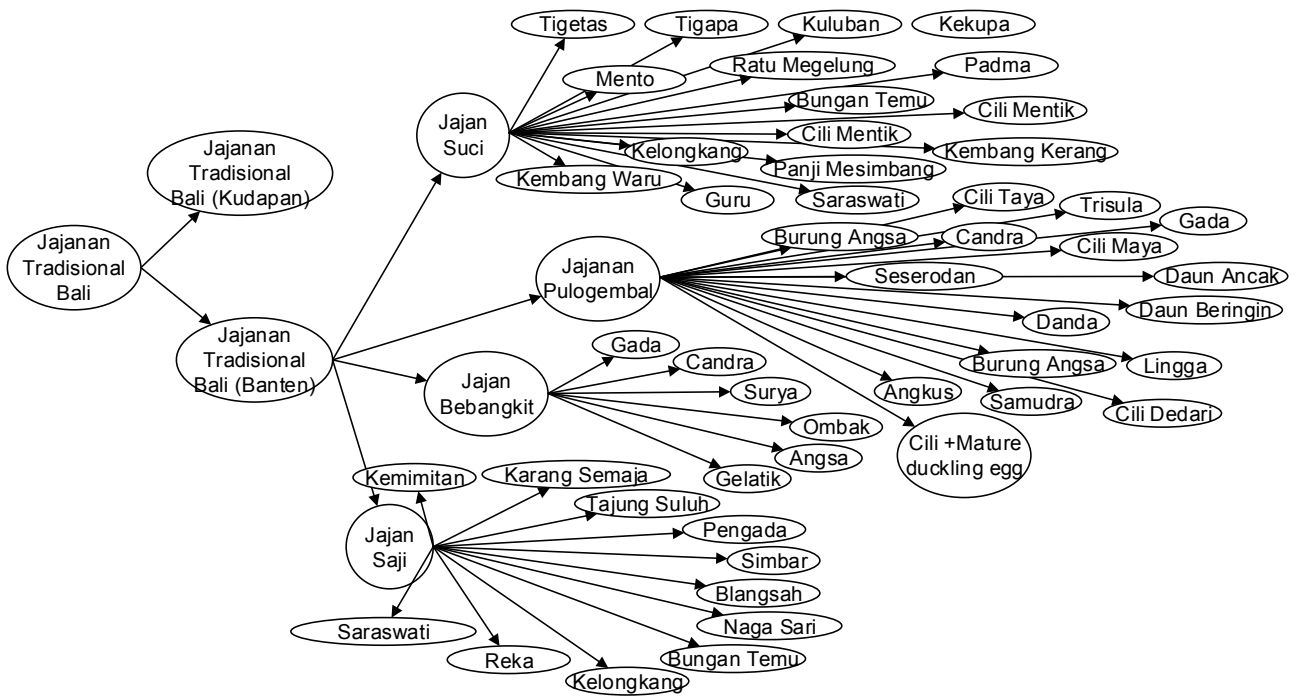 Jajanan
Tradisional
Bali
Jajanan
Tradisional
Bali (Kudapan)
Jajanan
Tradisional
Bali (Banten)
Jajan
Suci
Tigetas
Tigapa
Kuluban
Kekupa
Mento
Ratu Megelung
Padma
Bungan Temu
Cili Mentik
Cili Mentik
Kelongkang
Kembang Kerang
Panji Mesimbang
Kembang Waru
Guru
Saraswati
Jajanan
Pulogembal
Cili Taya
Trisula
Gada
Burung Angsa
Candra
Cili Maya
Seserodan
Daun Ancak
Daun Beringin
Danda
Burung Angsa
Lingga
Angkus
Samudra
Cili Dedari
Cili +Mature
duckling egg
Jajan
Bebangkit
Gada
Candra
Surya
Ombak
Angsa
Gelatik
Jajan
Saji
Kemimitan
Karang Semaja
Tajung Suluh
Pengada
Simbar
Blangsah
Naga Sari
Bungan Temu
Kelongkang
Reka
Saraswati